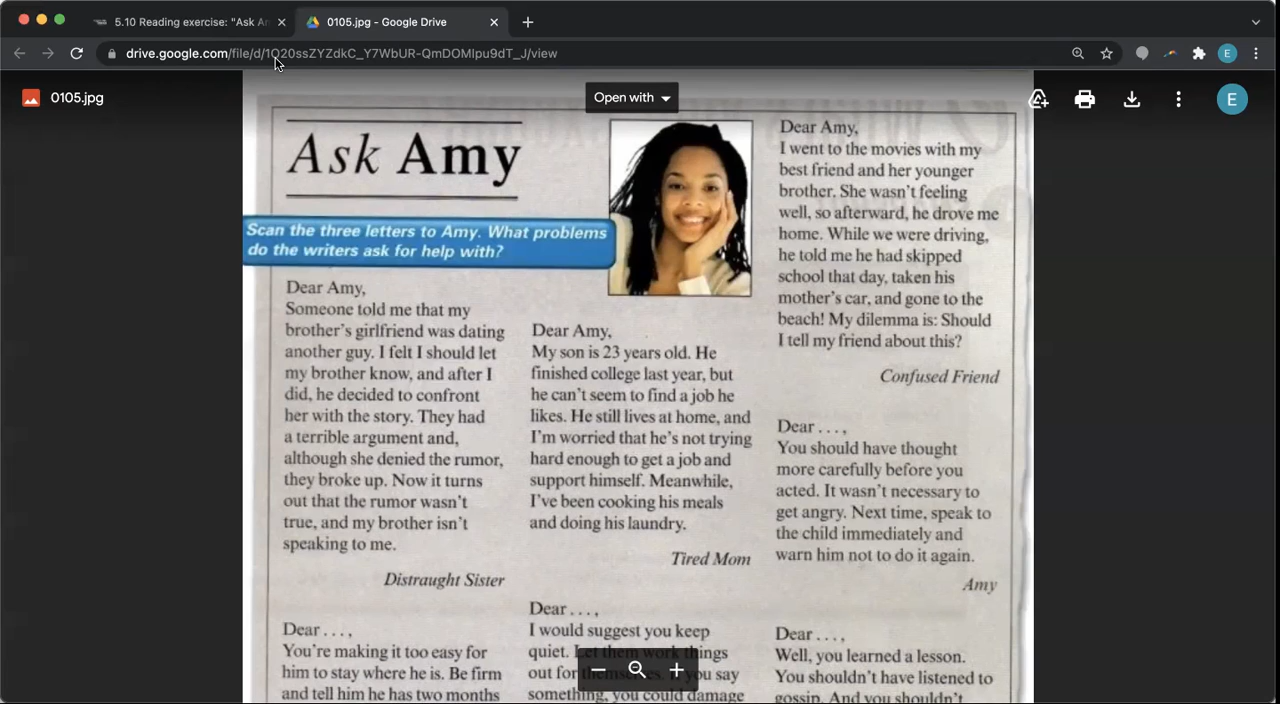 5.10 Reading exercise: "Ask An
0105.jpg - Google Drive
drive.google.com/file/d/1Q20ssZYZdkC_Y7WbUR-QmDOMlpu9dT_J/view
E
0105.jpg
Open with
E
Ask Amy
Scan the three letters to Amy. What problems
do the writers ask for help with?
Dear Amy,
Someone told me that my
brother's girlfriend was dating
another guy. I felt I should let
my brother know, and after I
did, he decided to confront
her with the story. They had
a terrible argument and,
although she denied the rumor,
they broke up. Now it turns
out that the rumor wasn't
true, and my brother isn't
speaking to me.
Distraught Sister
Dear . . . ,
You're making it too easy for
him to stay where he is. Be firm
and tell him he has two months
Dear Amy,
My son is 23 years old. He
finished college last year, but
he can't seem to find a job he
likes. He still lives at home, and
I'm worried that he's not trying
hard enough to get a job and
support himself. Meanwhile,
I've been cooking his meals
and doing his laundry.
Tired Mom
Dear . . . ,
I would suggest you keep
quiet. Let them work things
out for themselves. If you say
something, you could damage
Dear Amy,
I went to the movies with my
best friend and her younger
brother. She wasn't feeling
well, so afterward, he drove me
home. While we were driving,
he told me he had skipped
school that day, taken his
mother's car, and gone to the
beach! My dilemma is: Should
I tell my friend about this?
Confused Friend
Dear . . . ,
You should have thought
more carefully before you
acted. It wasn't necessary to
get angry. Next time, speak to
the child immediately and
warn him not to do it again.
Amy
Dear . . . ,
Well, you learned a lesson.
You shouldn't have listened to
gossip. And you shouldn't